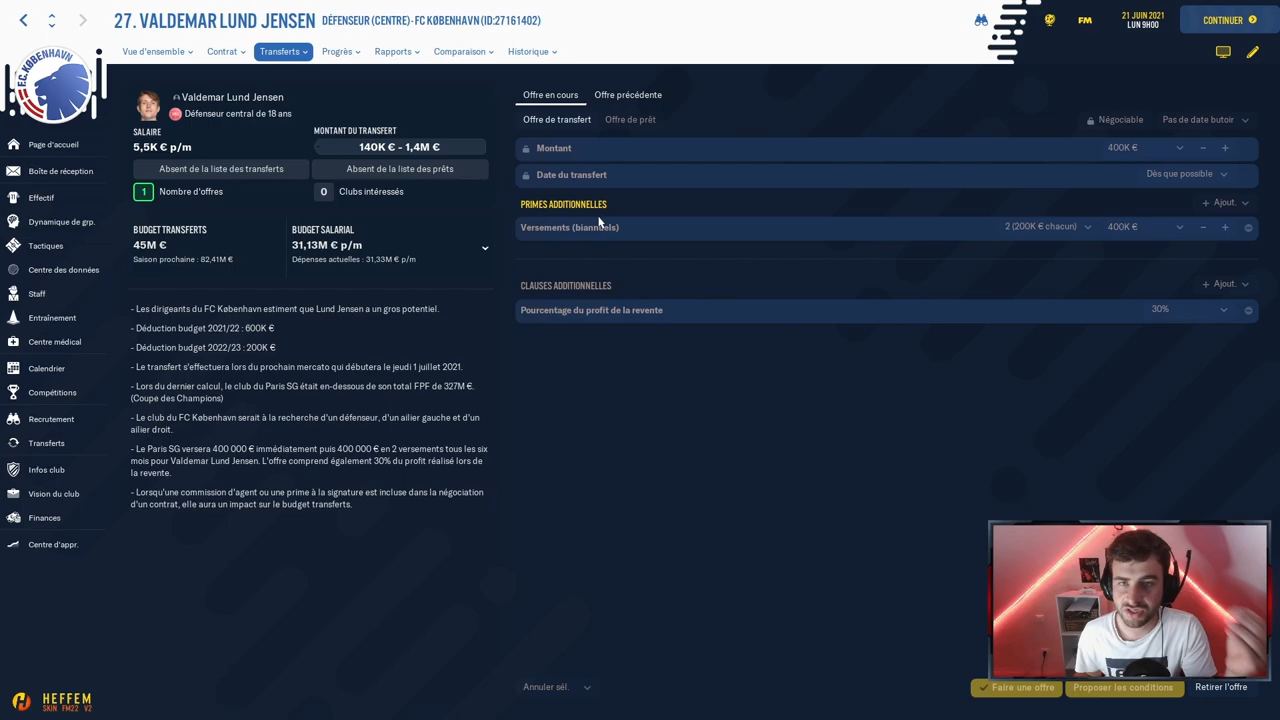 27. VALDEMAR LUND JENSEN DÉFENSEUR (CENTRE) - FC KØBENHAVN (ID:27161402)
FM
21 JUIN 2021
LUN 9H00
CONTINUER
Vue d'ensemble
Contrat
Transferts
Progrès
Rapports
Comparaison
Historique
F.C. KØBENHAVN
Page d'accueil
Boîte de réception
Effectif
Dynamique de grp.
Tactiques
Centre des données
Staff
Entraînement
Centre médical
Calendrier
Compétitions
Recrutement
Transferts
Infos club
Vision du club
Finances
Centre d'appr.
HEFFEM
SKIN FM22 V2
Valdemar Lund Jensen
Défenseur central de 18 ans
SALAIRE
5,5K € p/m
MONTANT DU TRANSFERT
140K € - 1,4M €
Absent de la liste des transferts
Absent de la liste des prêts
1 Nombre d'offres
0 Clubs intéressés
BUDGET TRANSFERTS
45M €
Saison prochaine : 82,41M €
BUDGET SALARIAL
31,13M € p/m
Dépenses actuelles : 31,33M € p/m
- Les dirigeants du FC København estiment que Lund Jensen a un gros potentiel.
- Déduction budget 2021/22 : 600K €
- Déduction budget 2022/23 : 200K €
- Le transfert s'effectuera lors du prochain mercato qui débutera le jeudi 1 juillet 2021.
- Lors du dernier calcul, le club du Paris SG était en-dessous de son total FPF de 327M €.
(Coupe des Champions)
- Le club du FC København serait à la recherche d'un défenseur, d'un ailier gauche et d'un
ailier droit.
- Le Paris SG versera 400 000 € immédiatement puis 400 000 € en 2 versements tous les six
mois pour Valdemar Lund Jensen. L'offre comprend également 30% du profit réalisé lors de
la revente.
- Lorsqu'une commission d'agent ou une prime à la signature est incluse dans la négociation
d'un contrat, elle aura un impact sur le budget transferts.
Offre en cours
Offre précédente
Offre de transfert
Offre de prêt
Négociable
Pas de date butoir
Montant
400K €
Date du transfert
Dès que possible
PRIMES ADDITIONNELLES
Ajout.
Versements (biannuels)
2 (200K € chacun)
400K €
CLAUSES ADDITIONNELLES
Ajout.
Pourcentage du profit de la revente
30%
Annuler sél.
Faire une offre
Proposer les conditions
Retirer l'offre